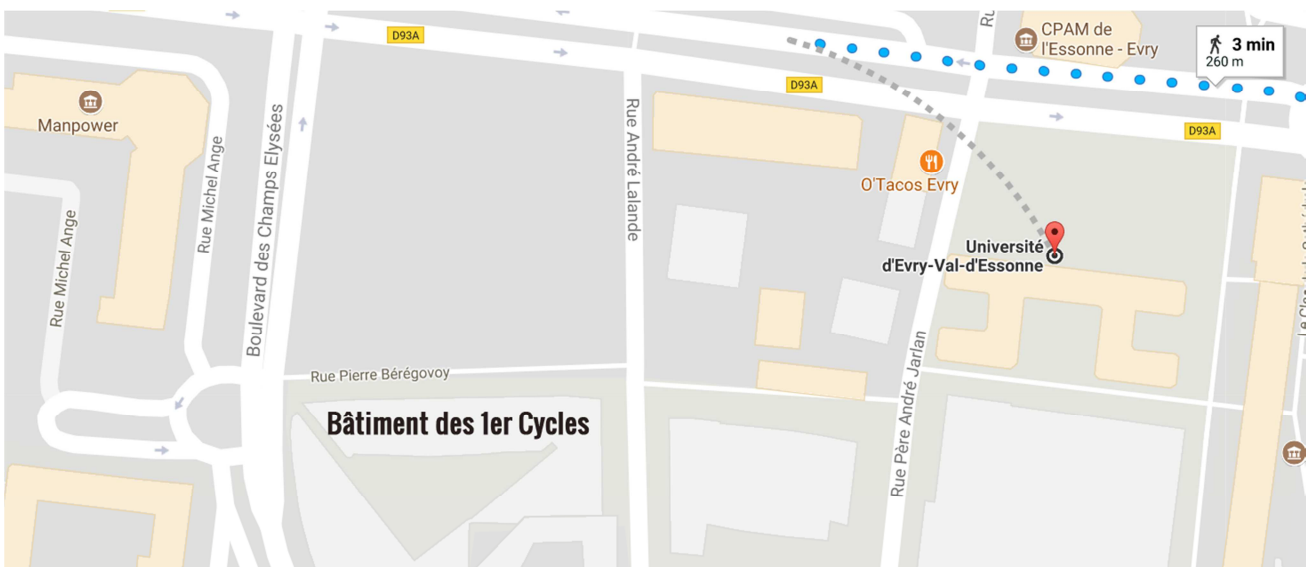 D93A
Ru
CPAM de
l'Essonne - Evry
3 min
260 m
D93A
D93A
Manpower
Rue Michel Ange
Rue Michel Ange
Boulevard des Champs Elysées
Rue André Lalande
O'Tacos Evry
Université
d'Evry-Val-d'Essonne
Rue Père André Jarlan
Rue Pierre Bérégovoy
Bâtiment des 1er Cycles